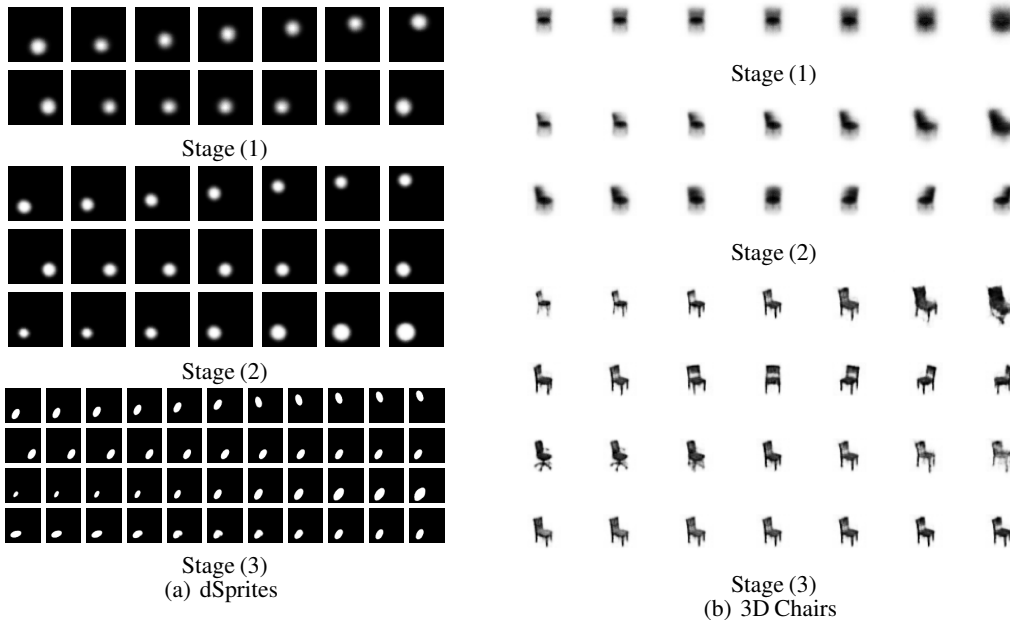 Stage (1)
Stage (2)
Stage (3)
(a) dSprites
Stage (1)
Stage (2)
Stage (3)
(b) 3D Chairs